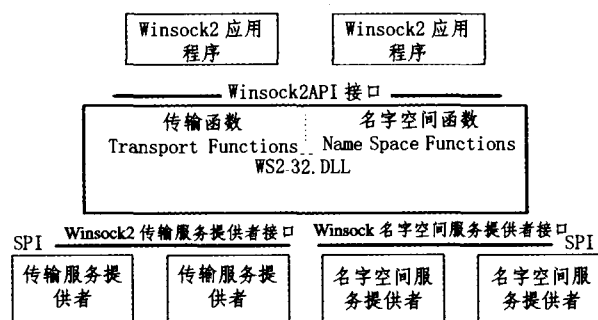 Winsock2 应用 Winsock2 应用
程序 程序
Winsock2API 接口
传输函数 名字空间函数
Transport Functions Name Space Functions
WS2-32.DLL
Winsock2 传输服务提供者接口 Winsock 名字空间服务提供者接口
SPI SPI
传输服务提 传输服务提 名字空间服 名字空间服
供者 供者 务提供者 务提供者